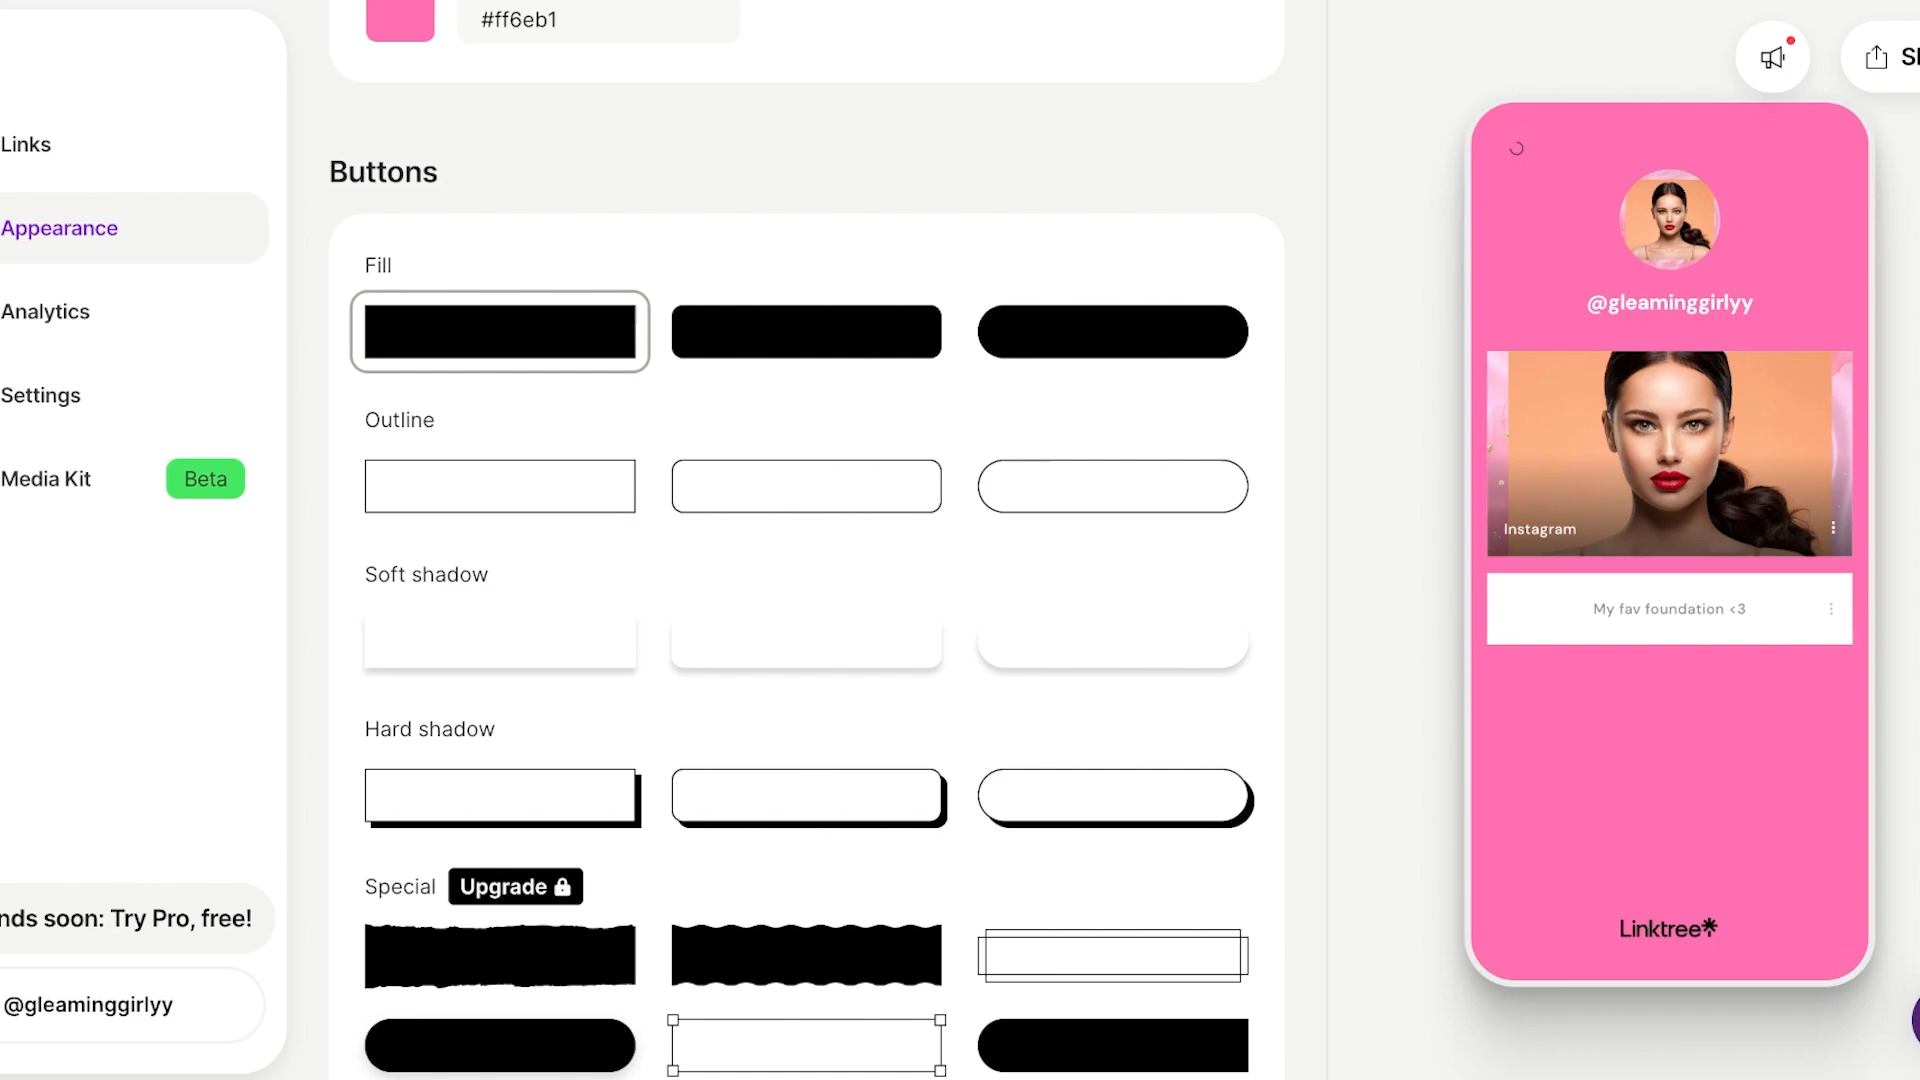 #ff6eb1
Links
Appearance
Analytics
Settings
Media Kit
Beta
nds soon: Try Pro, free!
@gleaminggirlyy
Buttons
Fill
Outline
Soft shadow
Hard shadow
Special
Upgrade
@gleaminggirlyy
Instagram
My fav foundation <3
Linktree